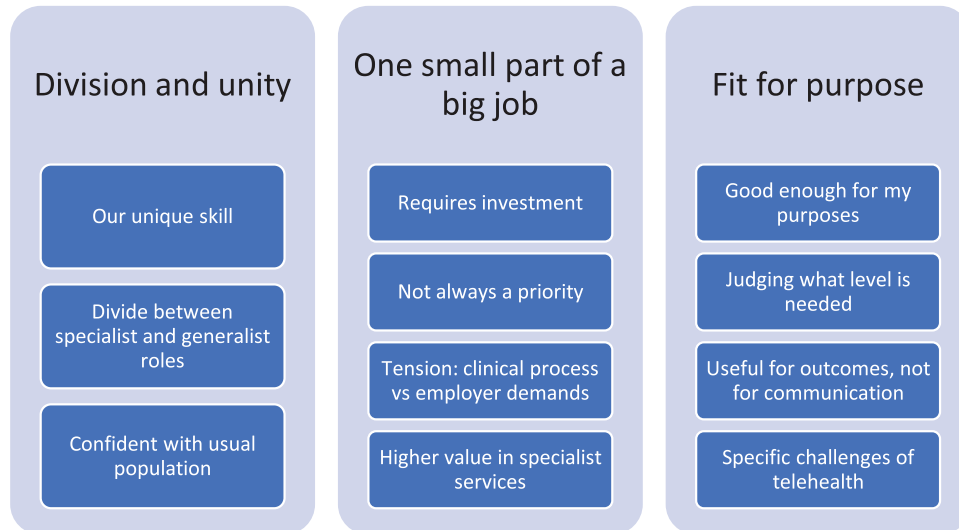 Division and unity
Our unique skill
Divide between
specialist and generalist
roles
Confident with usual
population
One small part of a
big job
Requires investment
Not always a priority
Tension: clinical process
vs employer demands
Higher value in specialist
services
Fit for purpose
Good enough for my
purposes
Judging what level is
needed
Useful for outcomes, not
for communication
Specific challenges of
telehealth